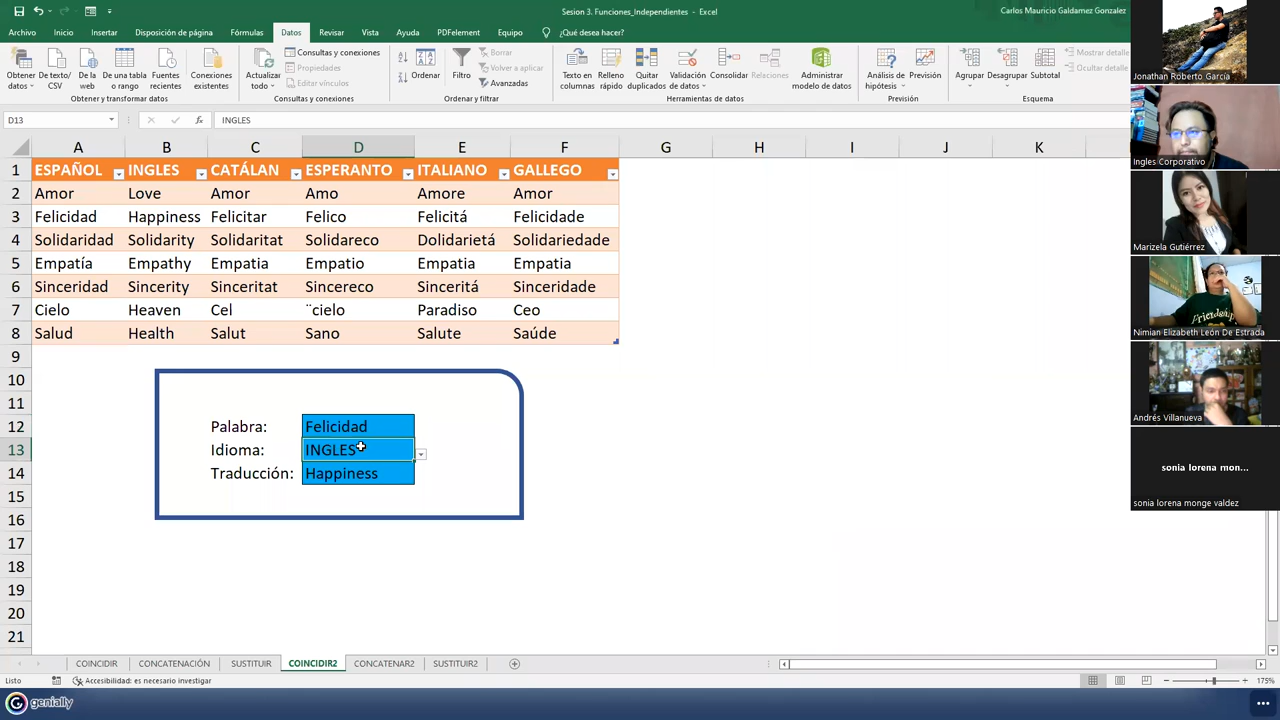 Sesion 3. Funciones_Independientes - Excel
Carlos Mauricio Galdamez Gonzalez
Archivo Inicio Insertar Disposición de página Fórmulas Datos Revisar Vista Ayuda PDFelement Equipo ¿Qué desea hacer?
Obtener datos
De texto/CSV
De la web
De una tabla o rango
Fuentes recientes
Conexiones existentes
Obtener y transformar datos
Actualizar todo
Consultas y conexiones
Propiedades
Editar vínculos
Consultas y conexiones
Ordenar
Filtro
Borrar
Volver a aplicar
Avanzadas
Ordenar y filtrar
Texto en columnas
Relleno rápido
Quitar duplicados
Validación de datos
Consolidar
Relaciones
Administrar modelo de datos
Herramientas de datos
Análisis de hipótesis
Previsión
Previsión
Agrupar
Desagrupar
Subtotal
Mostrar detalle
Ocultar detalle
Esquema
D13 INGLES
A B C D E F G H I J K
1 ESPAÑOL INGLES CATÁLAN ESPERANTO ITALIANO GALLEGO
2 Amor Love Amor Amo Amore Amor
3 Felicidad Happiness Felicitar Felico Felicitá Felicidade
4 Solidaridad Solidarity Solidaritat Solidareco Dolidarietá Solidariedade
5 Empatía Empathy Empatia Empatio Empatia Empatia
6 Sinceridad Sincerity Sinceritat Sincereco Sinceritá Sinceridade
7 Cielo Heaven Cel ¨cielo Paradiso Ceo
8 Salud Health Salut Sano Salute Saúde
9
10
11
12 Palabra: Felicidad
13 Idioma: INGLES
14 Traducción: Happiness
15
16
17
18
19
20
21
COINCIDIR CONCATENACIÓN SUSTITUIR COINCIDIR2 CONCATENAR2 SUSTITUIR2
Listo Accesibilidad: es necesario investigar 175%
genially
Jonathan Roberto García
Ingles Corporativo
Marizela Gutiérrez
Nimian Elizabeth León De Estrada
Andrés Villanueva
sonia lorena mon...
sonia lorena monge valdez